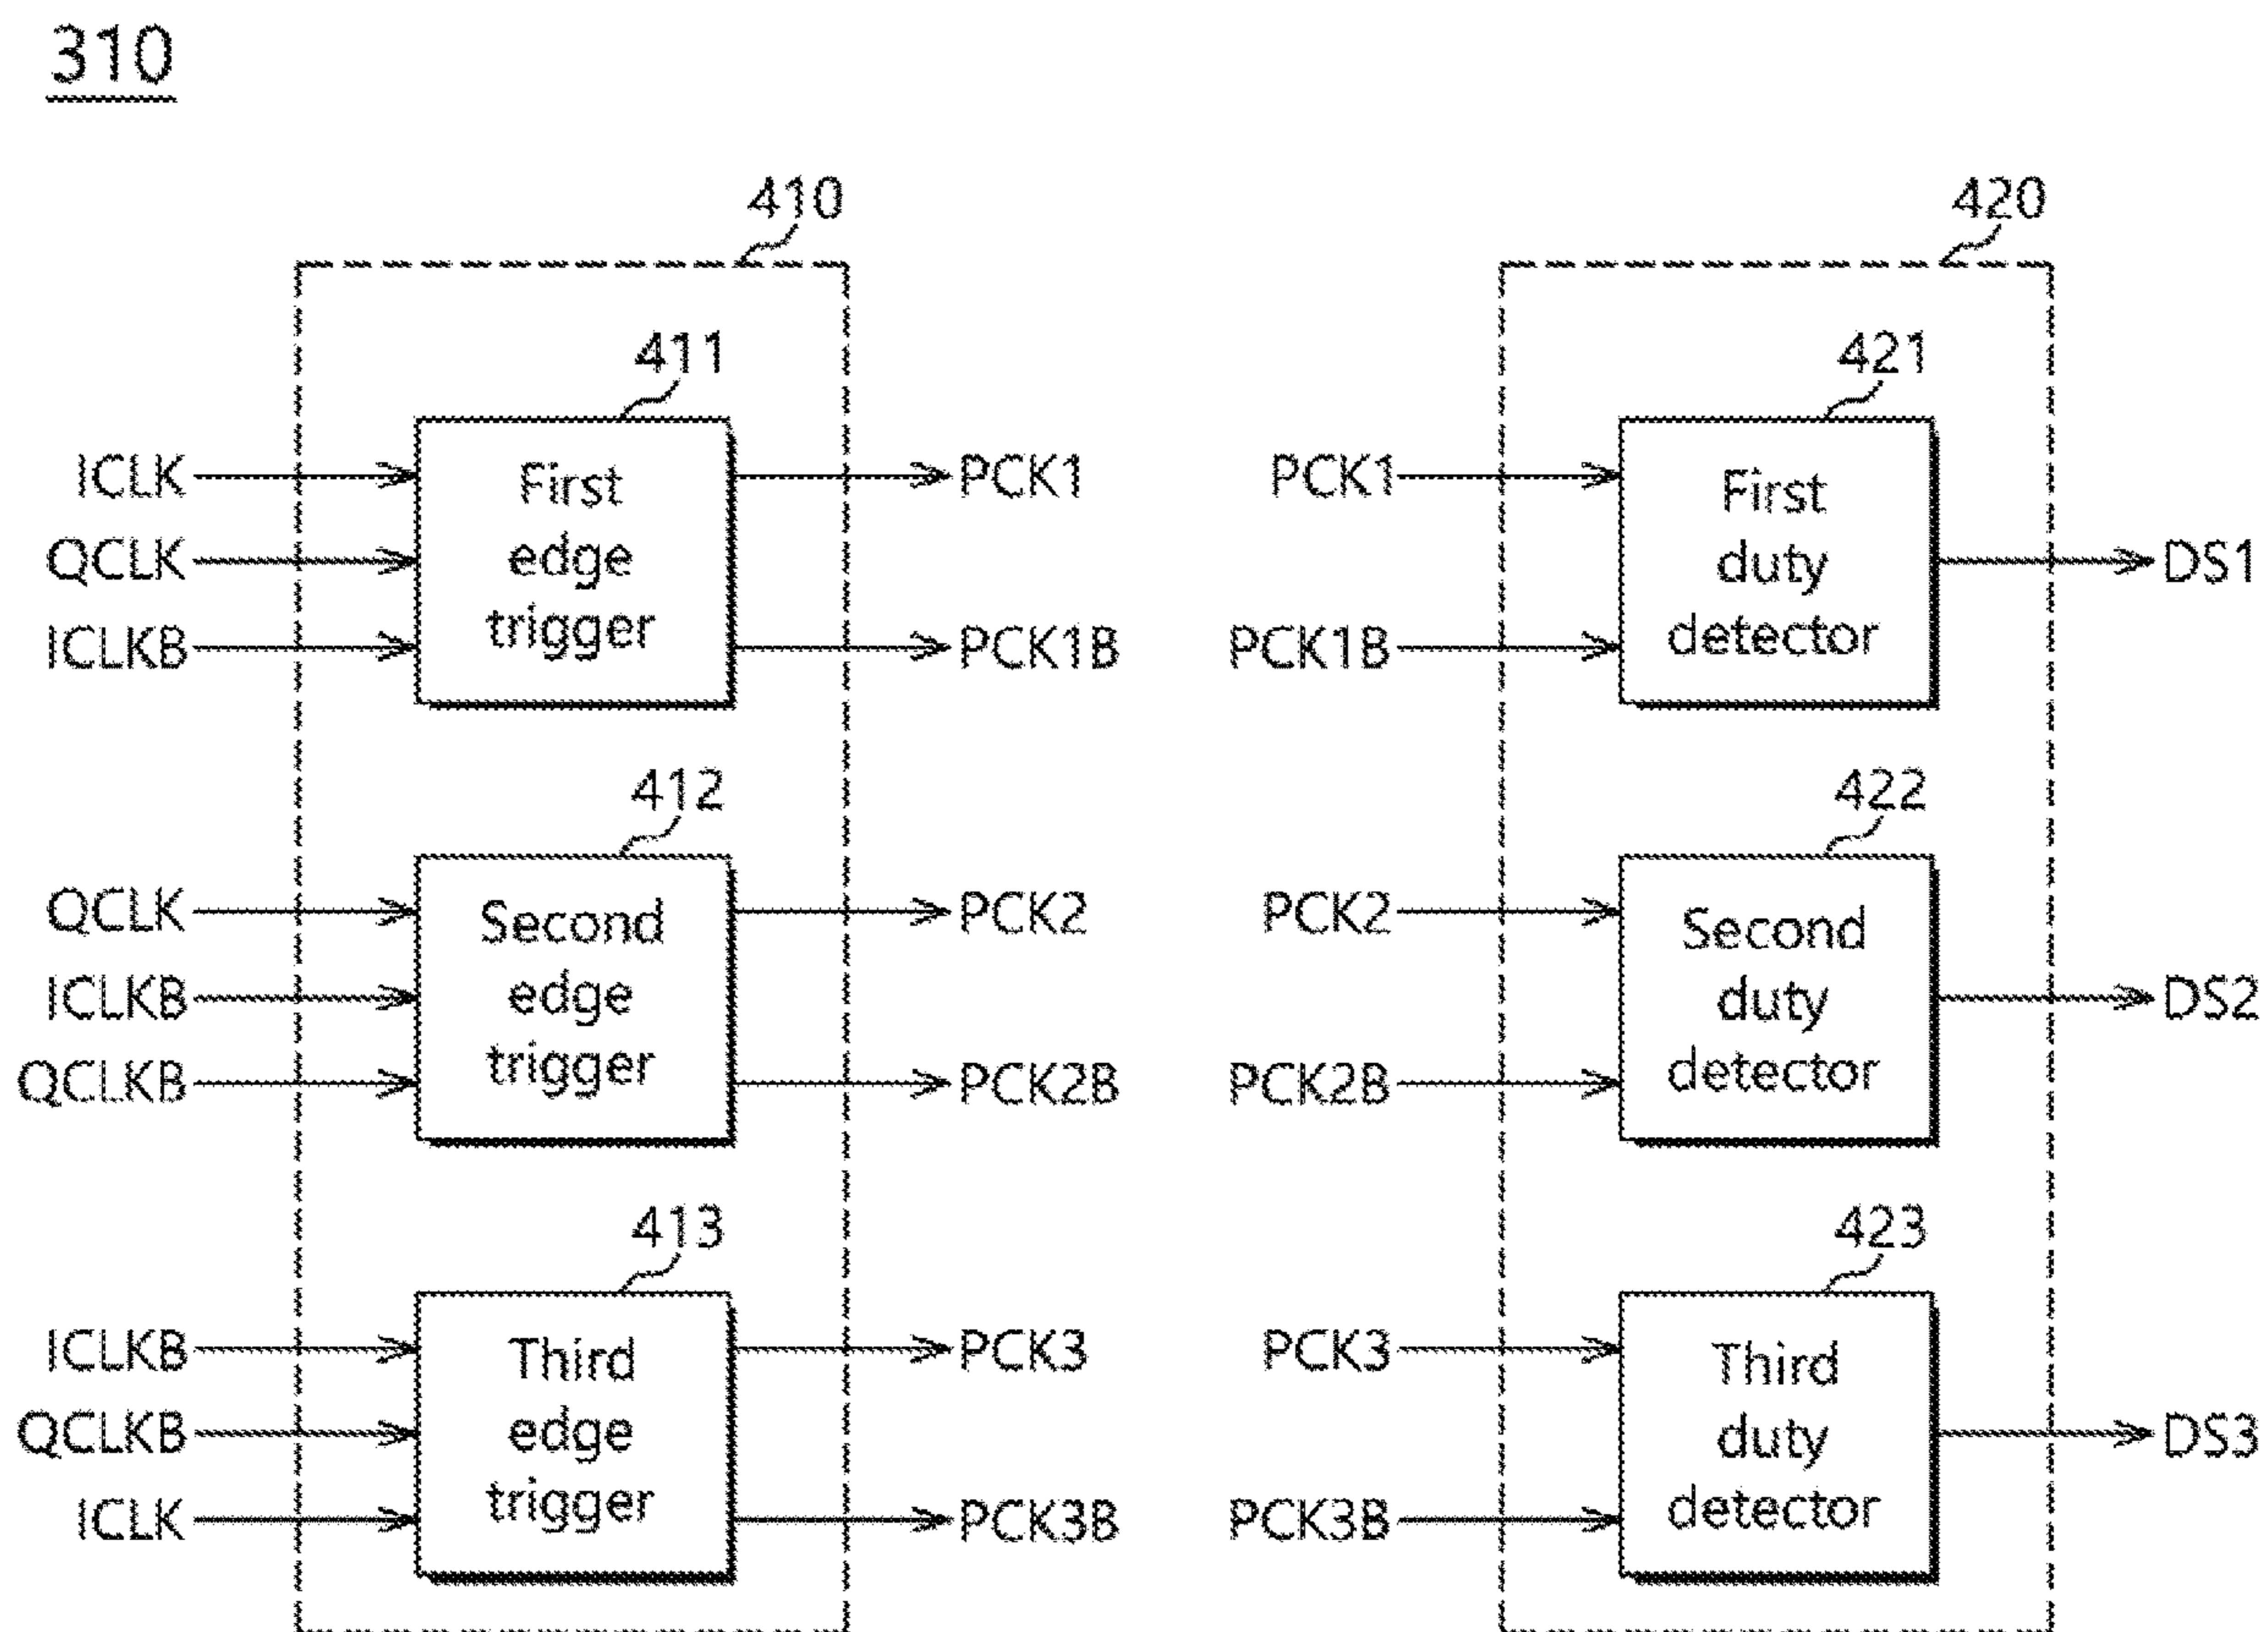 310
410
411
ICLK
QCLK
ICLKB
First
edge
trigger
PCK1
PCK1B
412
QCLK
ICLKB
QCLKB
Second
edge
trigger
PCK2
PCK2B
413
ICLKB
QCLKB
ICLK
Third
edge
trigger
PCK3
PCK3B
420
421
PCK1
PCK1B
First
duty
detector
DS1
422
PCK2
PCK2B
Second
duty
detector
DS2
423
PCK3
PCK3B
Third
duty
detector
DS3